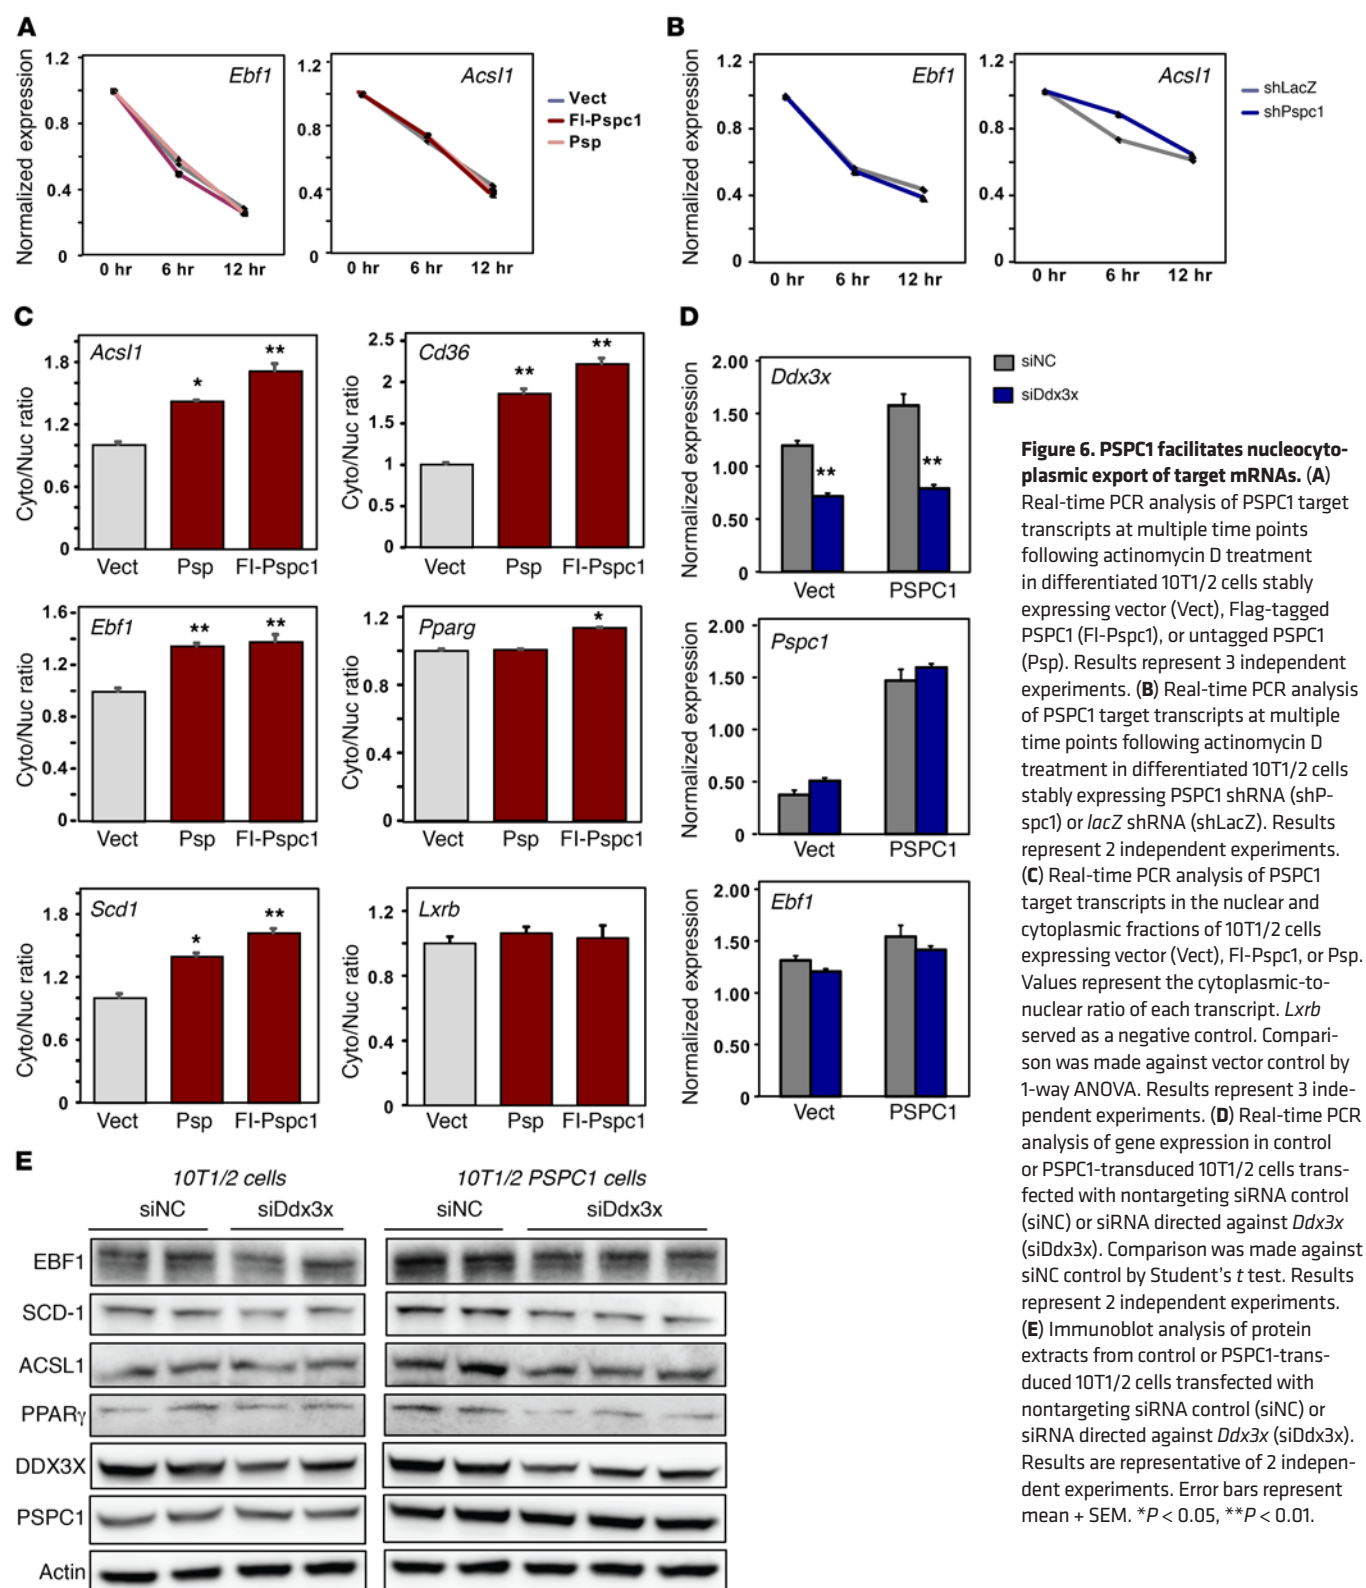 A
Normalized expression
1.2
0.8
0.4
0
Ebf1
0 hr 6 hr 12 hr
1.2
0.8
0.4
0
Acsl1
0 hr 6 hr 12 hr
Vect
Fl-Pspc1
Psp
B
Normalized expression
1.2
0.8
0.4
0
Ebf1
0 hr 6 hr 12 hr
1.2
0.8
0.4
0
Acsl1
0 hr 6 hr 12 hr
shLacZ
shPspc1
C
Cyto/Nuc ratio
1.8
1.2
0.6
0
Acsl1
*
**
Vect Psp Fl-Pspc1
Cyto/Nuc ratio
2.5
2
1.5
1
0.5
0
Cd36
**
**
Vect Psp Fl-Pspc1
Cyto/Nuc ratio
1.6
1.2
0.8
0.4
0
Ebf1
**
**
Vect Psp Fl-Pspc1
Cyto/Nuc ratio
1.2
0.8
0.4
0
Pparg
*
Vect Psp Fl-Pspc1
Cyto/Nuc ratio
1.8
1.2
0.6
0
Scd1
*
**
Vect Psp Fl-Pspc1
Cyto/Nuc ratio
1.2
0.8
0.4
0
Lxrb
Vect Psp Fl-Pspc1
D
Normalized expression
2.00
1.50
1.00
0.50
0
Ddx3x
**
**
Vect PSPC1
siNC
siDdx3x
Normalized expression
2.00
1.50
1.00
0.50
0
Pspc1
Vect PSPC1
Normalized expression
2.00
1.50
1.00
0.50
0
Ebf1
Vect PSPC1
E
10T1/2 cells
10T1/2 PSPC1 cells
siNC siDdx3x siNC siDdx3x
EBF1
SCD-1
ACSL1
PPARγ
DDX3X
PSPC1
Actin
Figure 6. PSPC1 facilitates nucleocyto-
plasmic export of target mRNAs. (A)
Real-time PCR analysis of PSPC1 target
transcripts at multiple time points
following actinomycin D treatment
in differentiated 10T1/2 cells stably
expressing vector (Vect), Flag-tagged
PSPC1 (Fl-Pspc1), or untagged PSPC1
(Psp). Results represent 3 independent
experiments. (B) Real-time PCR analysis
of PSPC1 target transcripts at multiple
time points following actinomycin D
treatment in differentiated 10T1/2 cells
stably expressing PSPC1 shRNA (shP-
spc1) or lacZ shRNA (shLacZ). Results
represent 2 independent experiments.
(C) Real-time PCR analysis of PSPC1
target transcripts in the nuclear and
cytoplasmic fractions of 10T1/2 cells
expressing vector (Vect), Fl-Pspc1, or Psp.
Values represent the cytoplasmic-to-
nuclear ratio of each transcript. Lxrb
served as a negative control. Compari-
son was made against vector control by
1-way ANOVA. Results represent 3 inde-
pendent experiments. (D) Real-time PCR
analysis of gene expression in control
or PSPC1-transduced 10T1/2 cells trans-
fected with nontargeting siRNA control
(siNC) or siRNA directed against Ddx3x
(siDdx3x). Comparison was made against
siNC control by Student's t test. Results
represent 2 independent experiments.
(E) Immunoblot analysis of protein
extracts from control or PSPC1-trans-
duced 10T1/2 cells transfected with
nontargeting siRNA control (siNC) or
siRNA directed against Ddx3x (siDdx3x).
Results are representative of 2 indepen-
dent experiments. Error bars represent
mean + SEM. *P < 0.05, **P < 0.01.